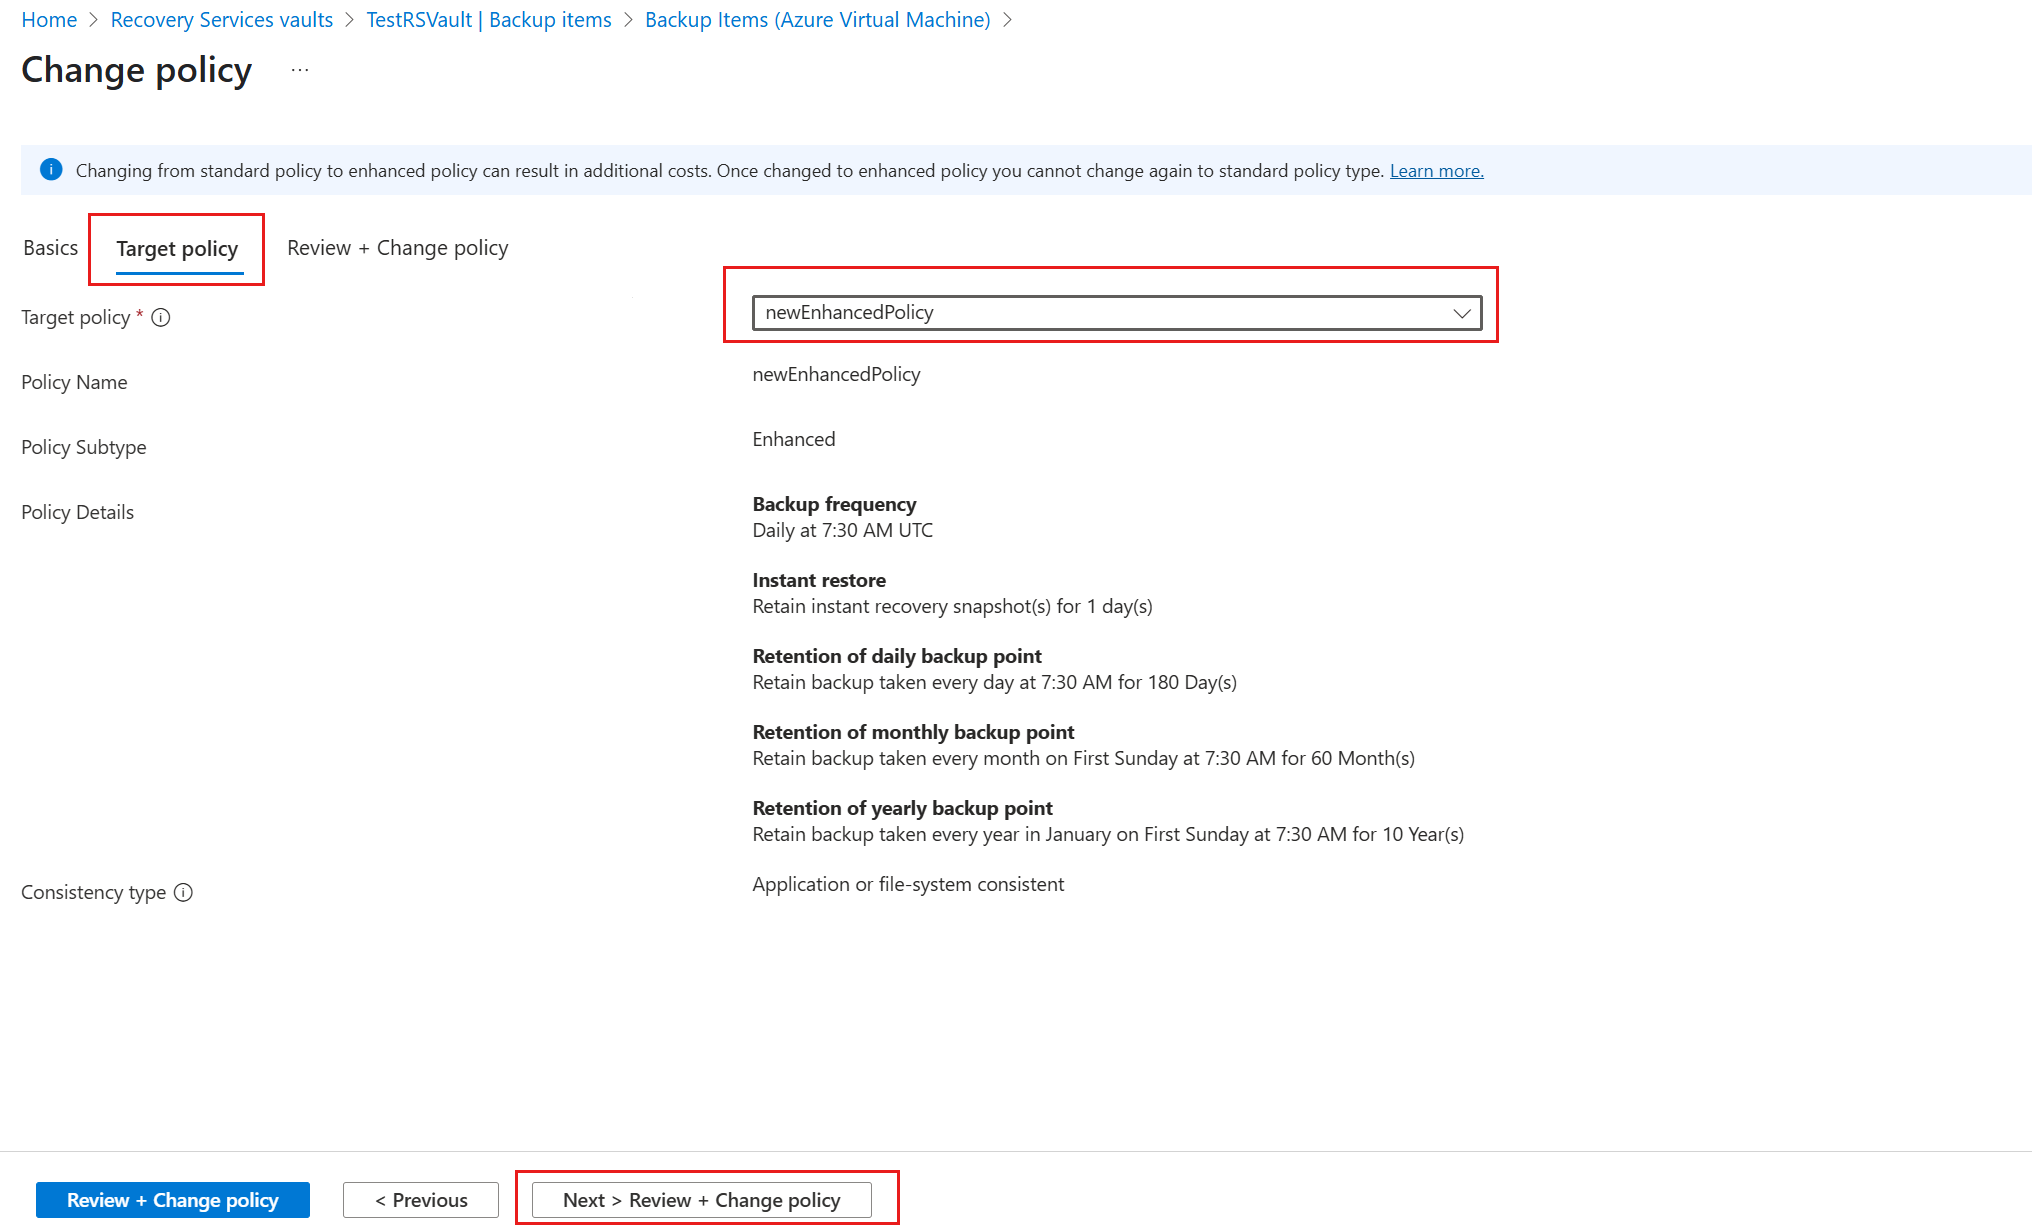 Home > Recovery Services vaults > TestRSVault | Backup items > Backup Items (Azure Virtual Machine) >
Change policy ...
Changing from standard policy to enhanced policy can result in additional costs. Once changed to enhanced policy you cannot change again to standard policy type. Learn more.
Basics Target policy Review + Change policy
Target policy * newEnhancedPolicy
Policy Name newEnhancedPolicy
Policy Subtype Enhanced
Policy Details Backup frequency
Daily at 7:30 AM UTC
Instant restore
Retain instant recovery snapshot(s) for 1 day(s)
Retention of daily backup point
Retain backup taken every day at 7:30 AM for 180 Day(s)
Retention of monthly backup point
Retain backup taken every month on First Sunday at 7:30 AM for 60 Month(s)
Retention of yearly backup point
Retain backup taken every year in January on First Sunday at 7:30 AM for 10 Year(s)
Consistency type Application or file-system consistent
Review + Change policy < Previous Next > Review + Change policy